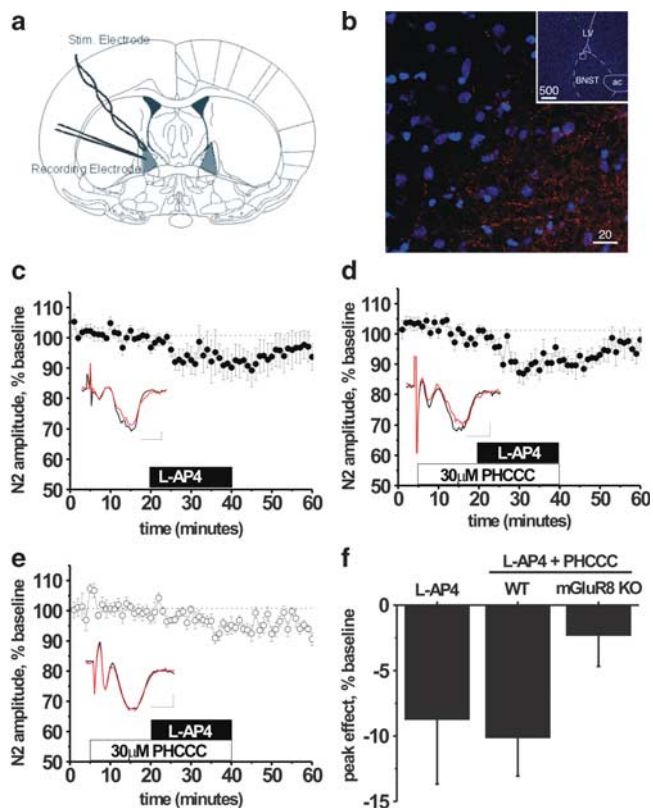 a
Stim. Electrode
Recording Electrode
b
LV
BNST
ac
500
20
c
N2 amplitude, % baseline
110
100
90
80
70
60
50
L-AP4
0 10 20 30 40 50 60
time (minutes)
d
N2 amplitude, % baseline
110
100
90
80
70
60
50
L-AP4
30µM PHCCC
0 10 20 30 40 50 60
time (minutes)
e
N2 amplitude, % baseline
110
100
90
80
70
60
50
L-AP4
30µM PHCCC
0 10 20 30 40 50 60
time (minutes)
f
L-AP4 + PHCCC
L-AP4 WT mGluR8 KO
peak effect, % baseline
0
-5
-10
-15